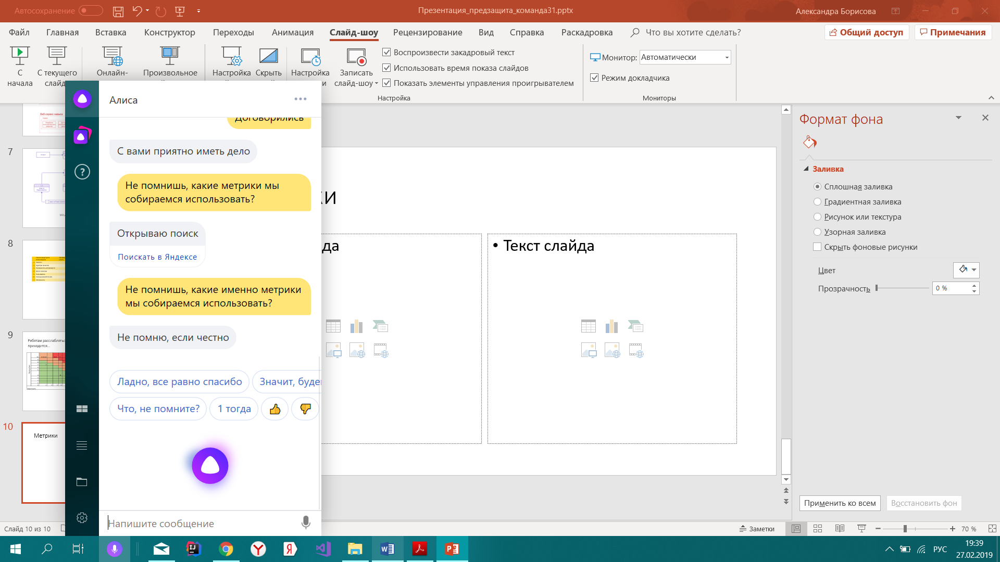 Автосохранение
Презентация_предзащита_команда31.pptx
Александра Борисова
Файл Главная Вставка Конструктор Переходы Анимация Слайд-шоу Рецензирование Вид Справка Раскадровка Что вы хотите сделать? Общий доступ Примечания
С начала
С текущего
Онлайн-
Произвольное
Настройка
Скрыть
Настройка
Записать слайд-шоу
Воспроизвести закадровый текст
Использовать время показа слайдов
Показать элементы управления проигрывателем
Настройка
Монитор: Автоматически
Режим докладчика
Мониторы
7
8
9
Ребятам расслабляться
приходится...
10
Метрики
Алиса
Договорились
С вами приятно иметь дело
Не помнишь, какие метрики мы
собираемся использовать?
Открываю поиск
Поискать в Яндексе
Не помнишь, какие именно метрики
мы собираемся использовать?
Не помню, если честно
Ладно, все равно спасибо
Значит,
Что, не помните?
1 тогда
Напишите сообщение
• Текст слайда
Формат фона
Заливка
Сплошная заливка
Градиентная заливка
Рисунок или текстура
Узорная заливка
Скрыть фоновые рисунки
Цвет
Прозрачность 0 %
Применить ко всем
Восстановить фон
Слайд 10 из 10
Заметки
70 %
РУС
19:39
27.02.2019